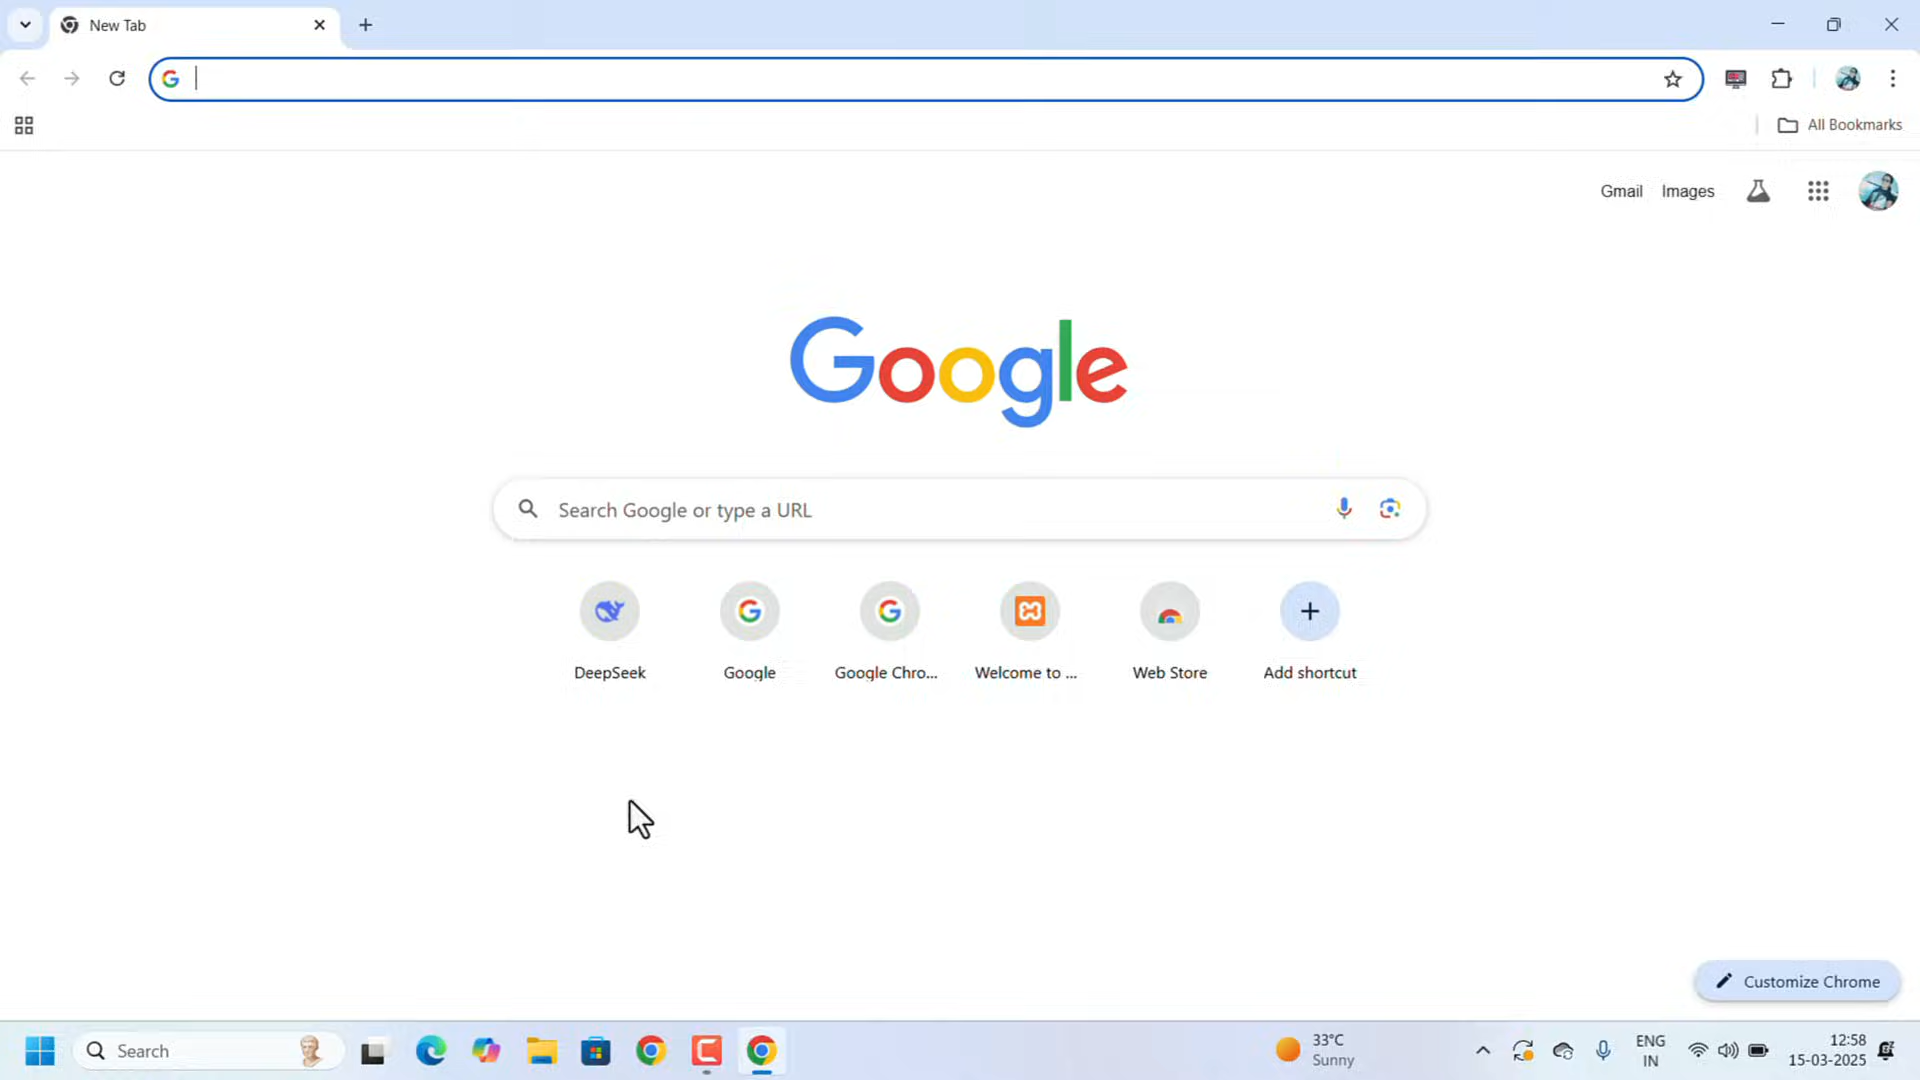 New Tab
All Bookmarks
Gmail Images
Google
Search Google or type a URL
DeepSeek
Google
Google Chro...
Welcome to ...
Web Store
Add shortcut
Customize Chrome
Search
33°C
Sunny
ENG
IN
12:58
15-03-2025